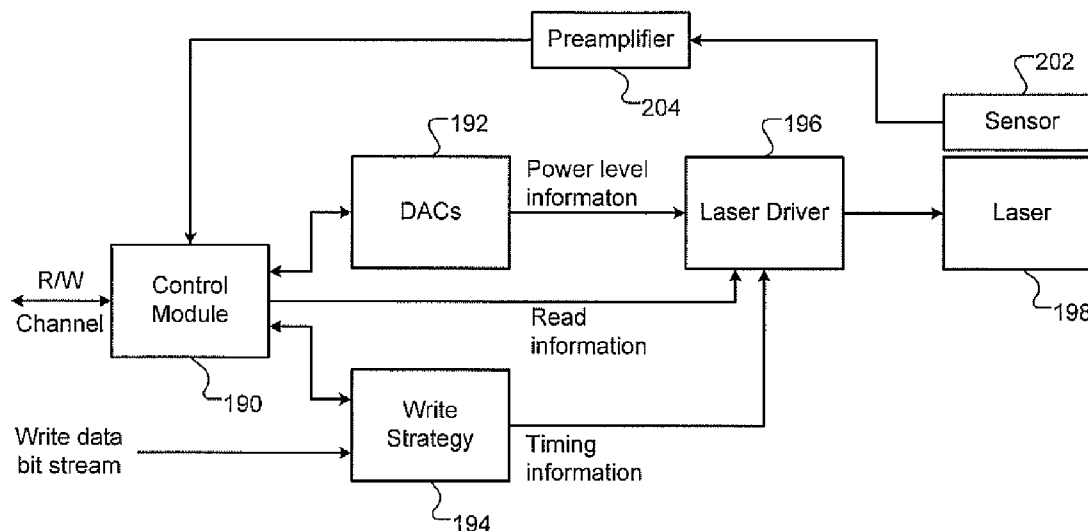 Preamplifier
204
202
Sensor
192
196
DACs
Power level
informaton
Laser Driver
Laser
198
R/W
Channel
Control
Module
190
Read
information
Write data
bit stream
Write
Strategy
194
Timing
information